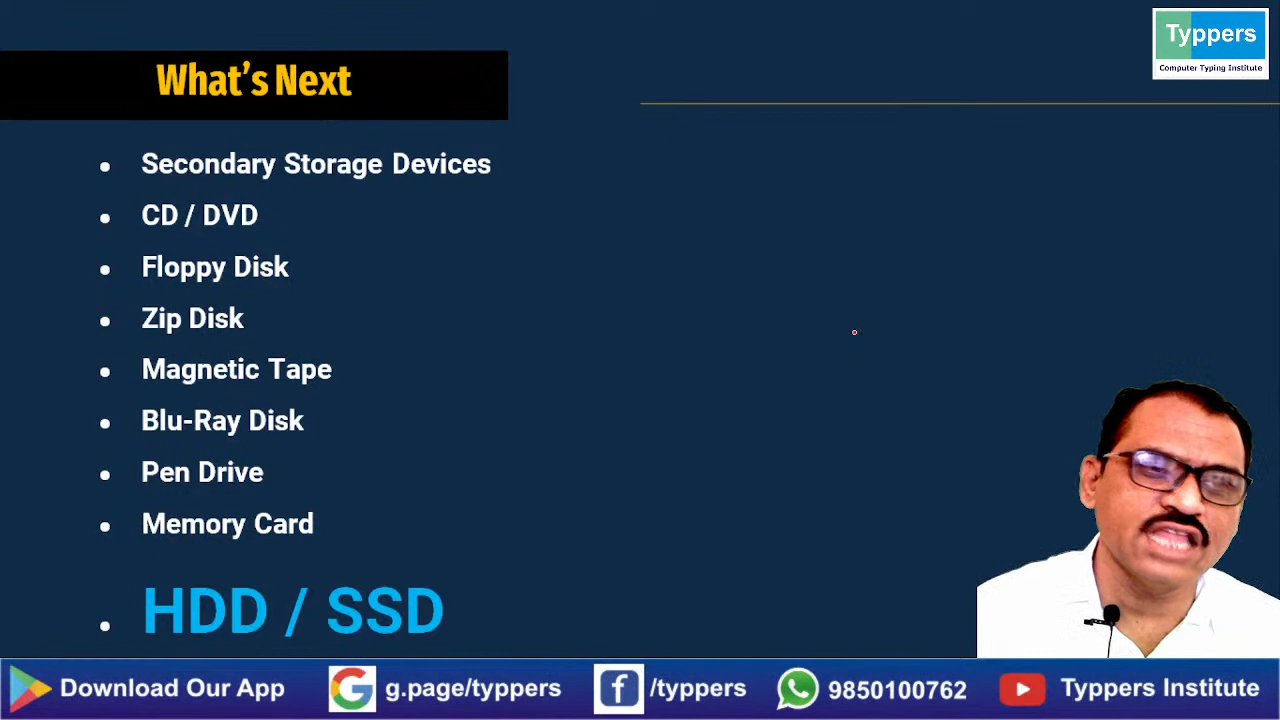 Typpers
Computer Typing Institute
What's Next
Secondary Storage Devices
CD / DVD
Floppy Disk
Zip Disk
Magnetic Tape
Blu-Ray Disk
Pen Drive
Memory Card
HDD / SSD
Download Our App
g.page/typpers
/typpers
9850100762
Typpers Institute